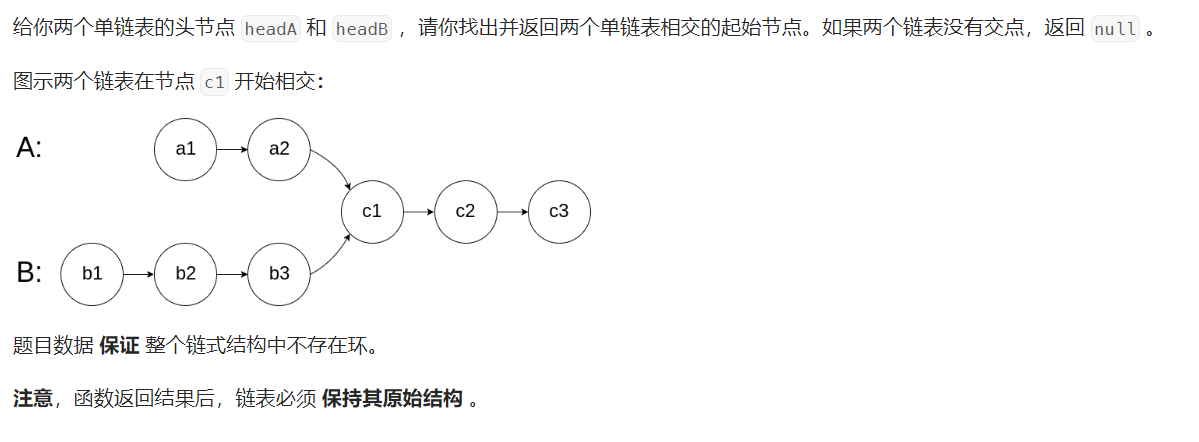 给你两个单链表的头节点 headA 和 headB ，请你找出并返回两个单链表相交的起始节点。如果两个链表没有交点，返回 null 。
图示两个链表在节点 c1 开始相交：
A:
a1
a2
c1
c2
c3
B:
b1
b2
b3
题目数据 保证 整个链式结构中不存在环。
注意，函数返回结果后，链表必须 保持其原始结构 。